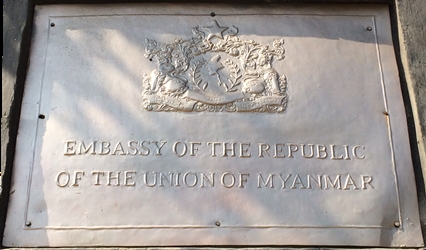 EMBASSY OF THE REPUBLIC
OF THE UNION OF MYANMAR